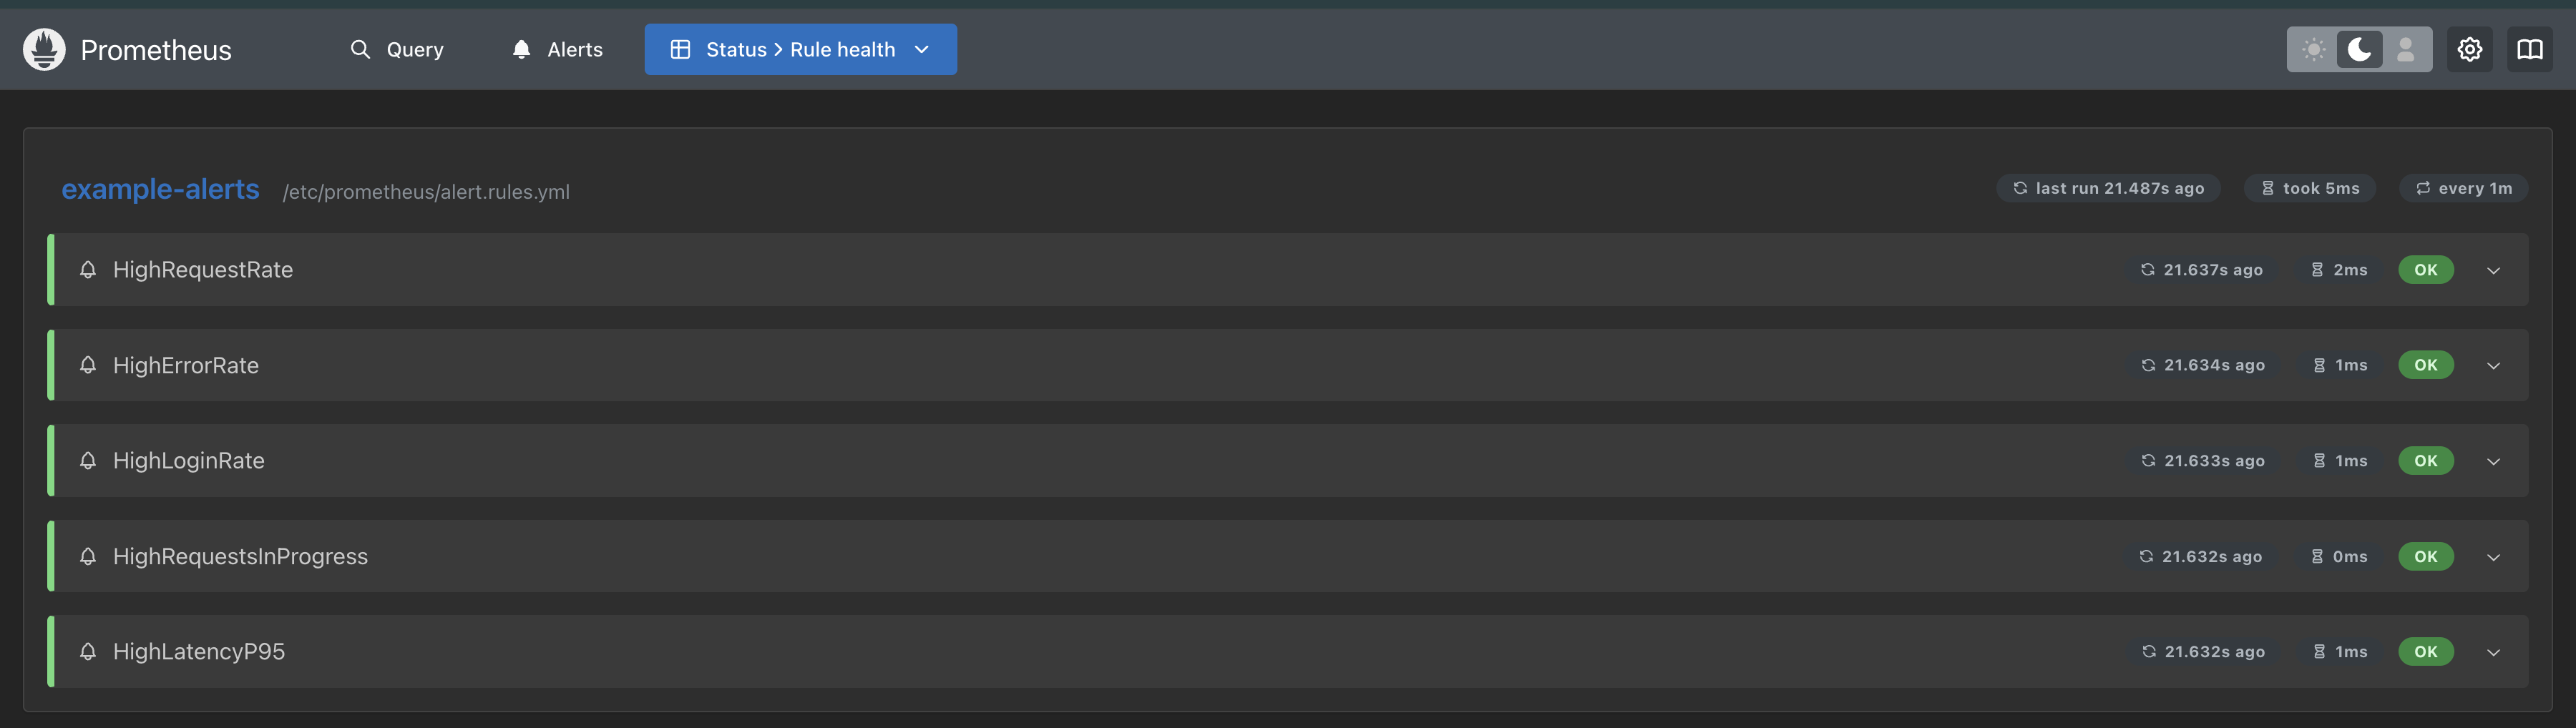 Prometheus Query Alerts Status > Rule health
example-alerts /etc/prometheus/alert.rules.yml last run 21.487s ago took 5ms every 1m
HighRequestRate 21.637s ago 2ms OK
HighErrorRate 21.634s ago 1ms OK
HighLoginRate 21.633s ago 1ms OK
HighRequestsInProgress 21.632s ago 0ms OK
HighLatencyP95 21.632s ago 1ms OK